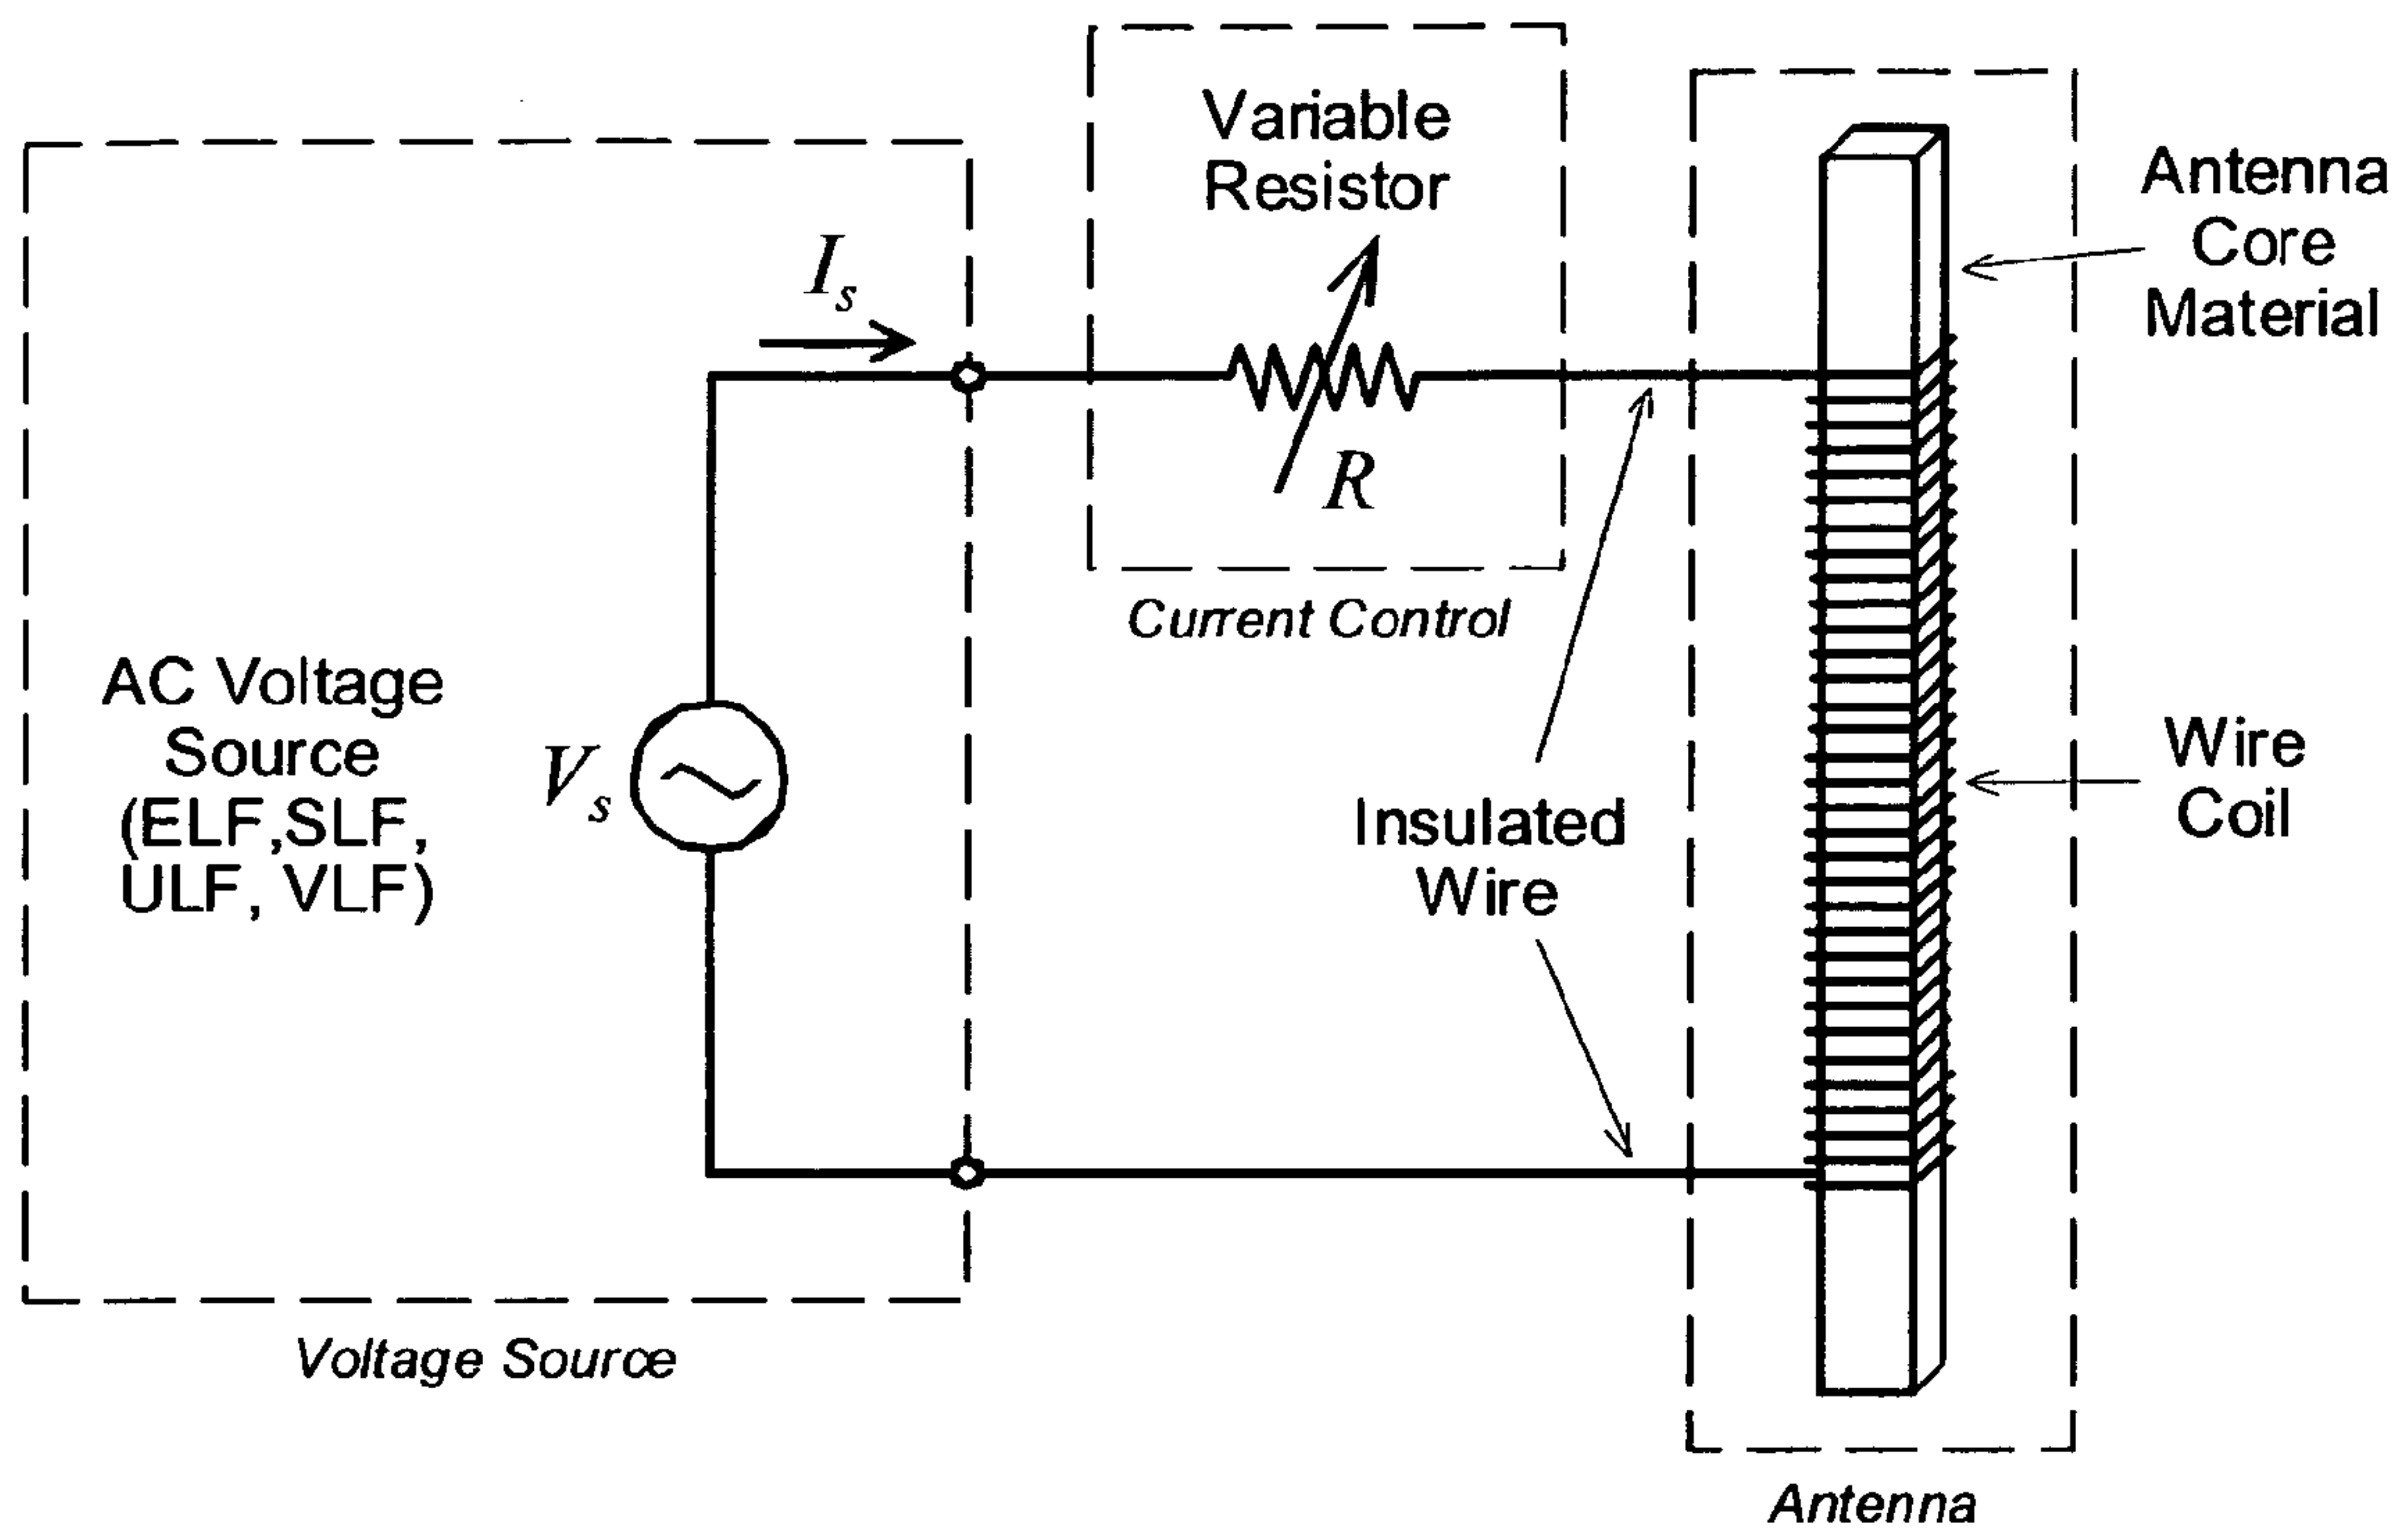 Variable
Resistor
Antenna
Core
Material
I_s
R
Current Control
AC Voltage
Source
(ELF,SLF,
ULF, VLF)
V_s
Insulated
Wire
Wire
Coil
Voltage Source
Antenna